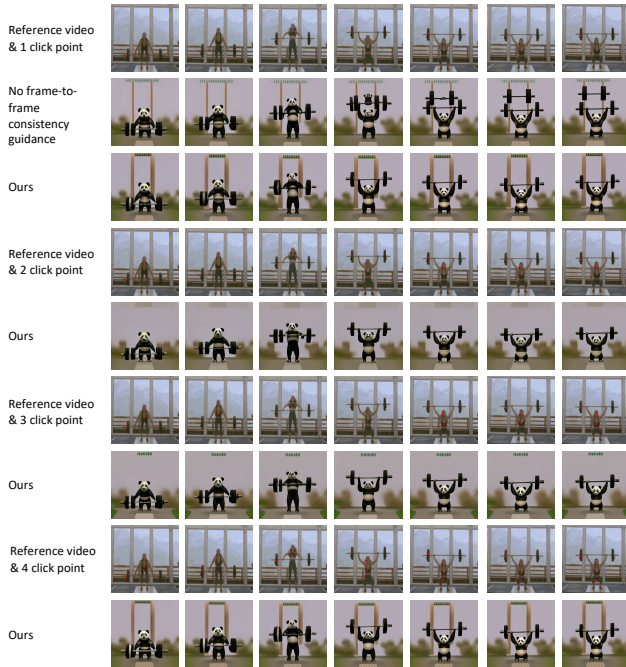 Reference video
& 1 click point
No frame-to-
frame
consistency
guidance
Ours
Reference video
& 2 click point
Ours
Reference video
& 3 click point
Ours
Reference video
& 4 click point
Ours